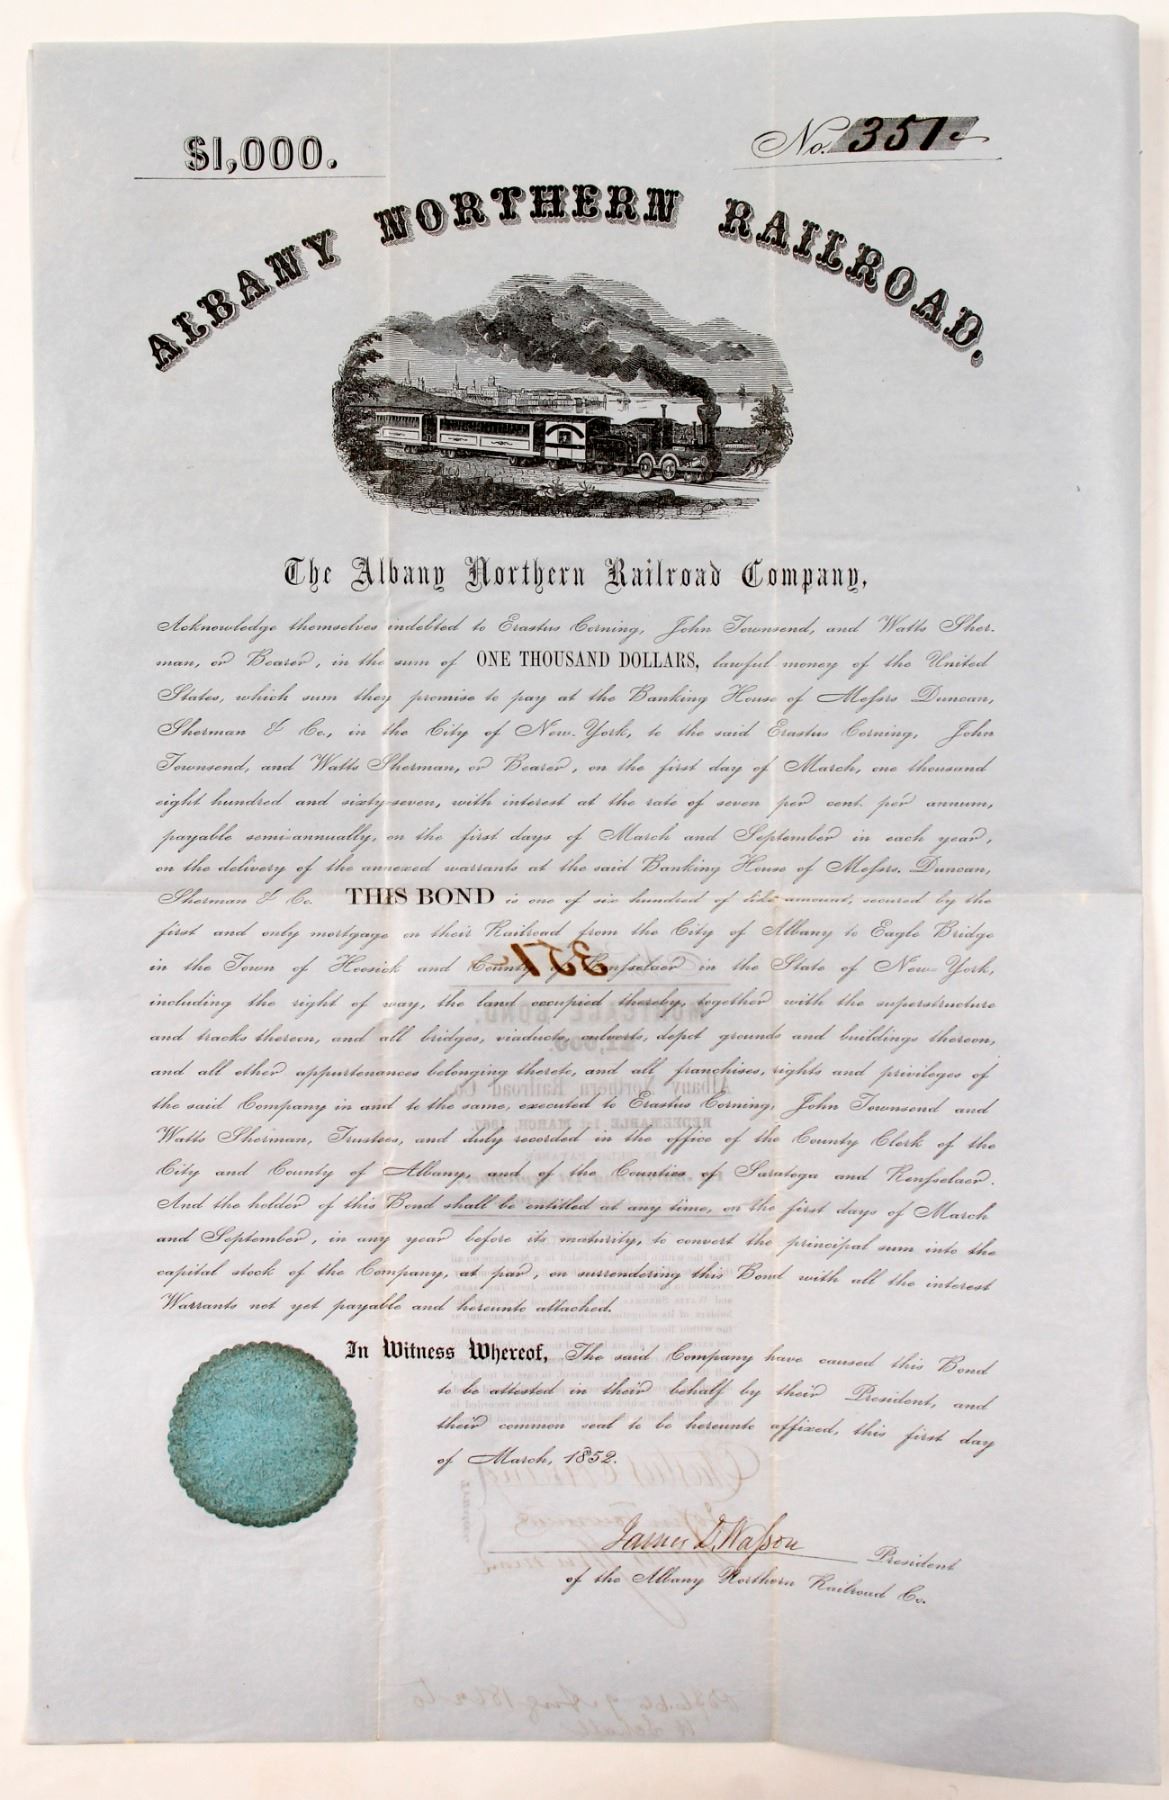 $1,000.
No. 351
ALBANY NORTHERN RAILROAD.
The Albany Northern Railroad Company,
Acknowledge themselves indebted to Erastus Corning, John Townsend, and Watts Sher-
man, or Bearer, in the sum of ONE THOUSAND DOLLARS, lawful money of the United
States, which sum they promise to pay at the Banking House of Messrs Duncan,
Sherman & Co., in the City of New-York, to the said Erastus Corning, John
Townsend, and Watts Sherman, or Bearer, on the first day of March, one thousand
eight hundred and sixty-seven, with interest at the rate of seven per cent. per annum,
payable semi-annually, on the first days of March and September in each year,
on the delivery of the annexed warrants at the said Banking House of Messrs. Duncan,
Sherman & Co. THIS BOND is one of six hundred of like amount, secured by the
first and only mortgage on their Railroad from the City of Albany to Eagle Bridge
in the Town of Hoosick and County of Rensselaer in the State of New-York,
including the right of way, the land occupied thereby, together with the superstructure
and tracks thereon, and all bridges, viaducts, culverts, depot grounds and buildings thereon,
and all other appurtenances belonging thereto, and all franchises, rights and privileges of
the said Company in and to the same, executed to Erastus Corning, John Townsend and
Watts Sherman, Trustees, and duly recorded in the office of the County Clerk of the
City and County of Albany, and of the Counties of Saratoga and Rensselaer.
And the holder of this Bond shall be entitled at any time, on the first days of March
and September, in any year before its maturity, to convert the principal sum into the
capital stock of the Company, at par, on surrendering this Bond with all the interest
Warrants not yet payable and hereunto attached.
In Witness Whereof, The said Company have caused this Bond
to be attested in their behalf by their President, and
their common seal to be hereunto affixed, this first day
of March, 1852.
James D. Wasson President
of the Albany Northern Railroad Co.
351
MORTGAGE BOND,
$1,000.
Albany Northern Railroad Co.
REDEEMABLE 1st MARCH, 1867.